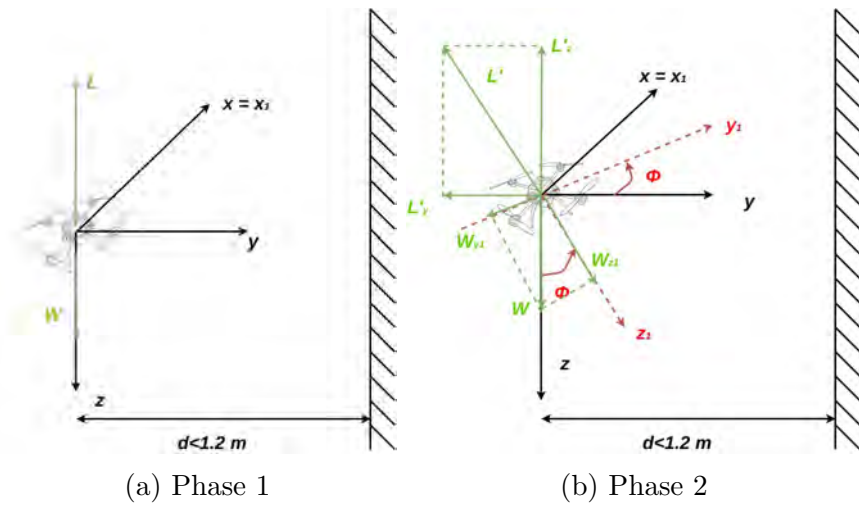 L
x = x₁
y
W
z
d<1.2 m
(a) Phase 1
L'z
L'
x = x₁
y₁
Φ
L'y
y
Wy₁
Wz₁
W
Φ
z₁
z
d<1.2 m
(b) Phase 2